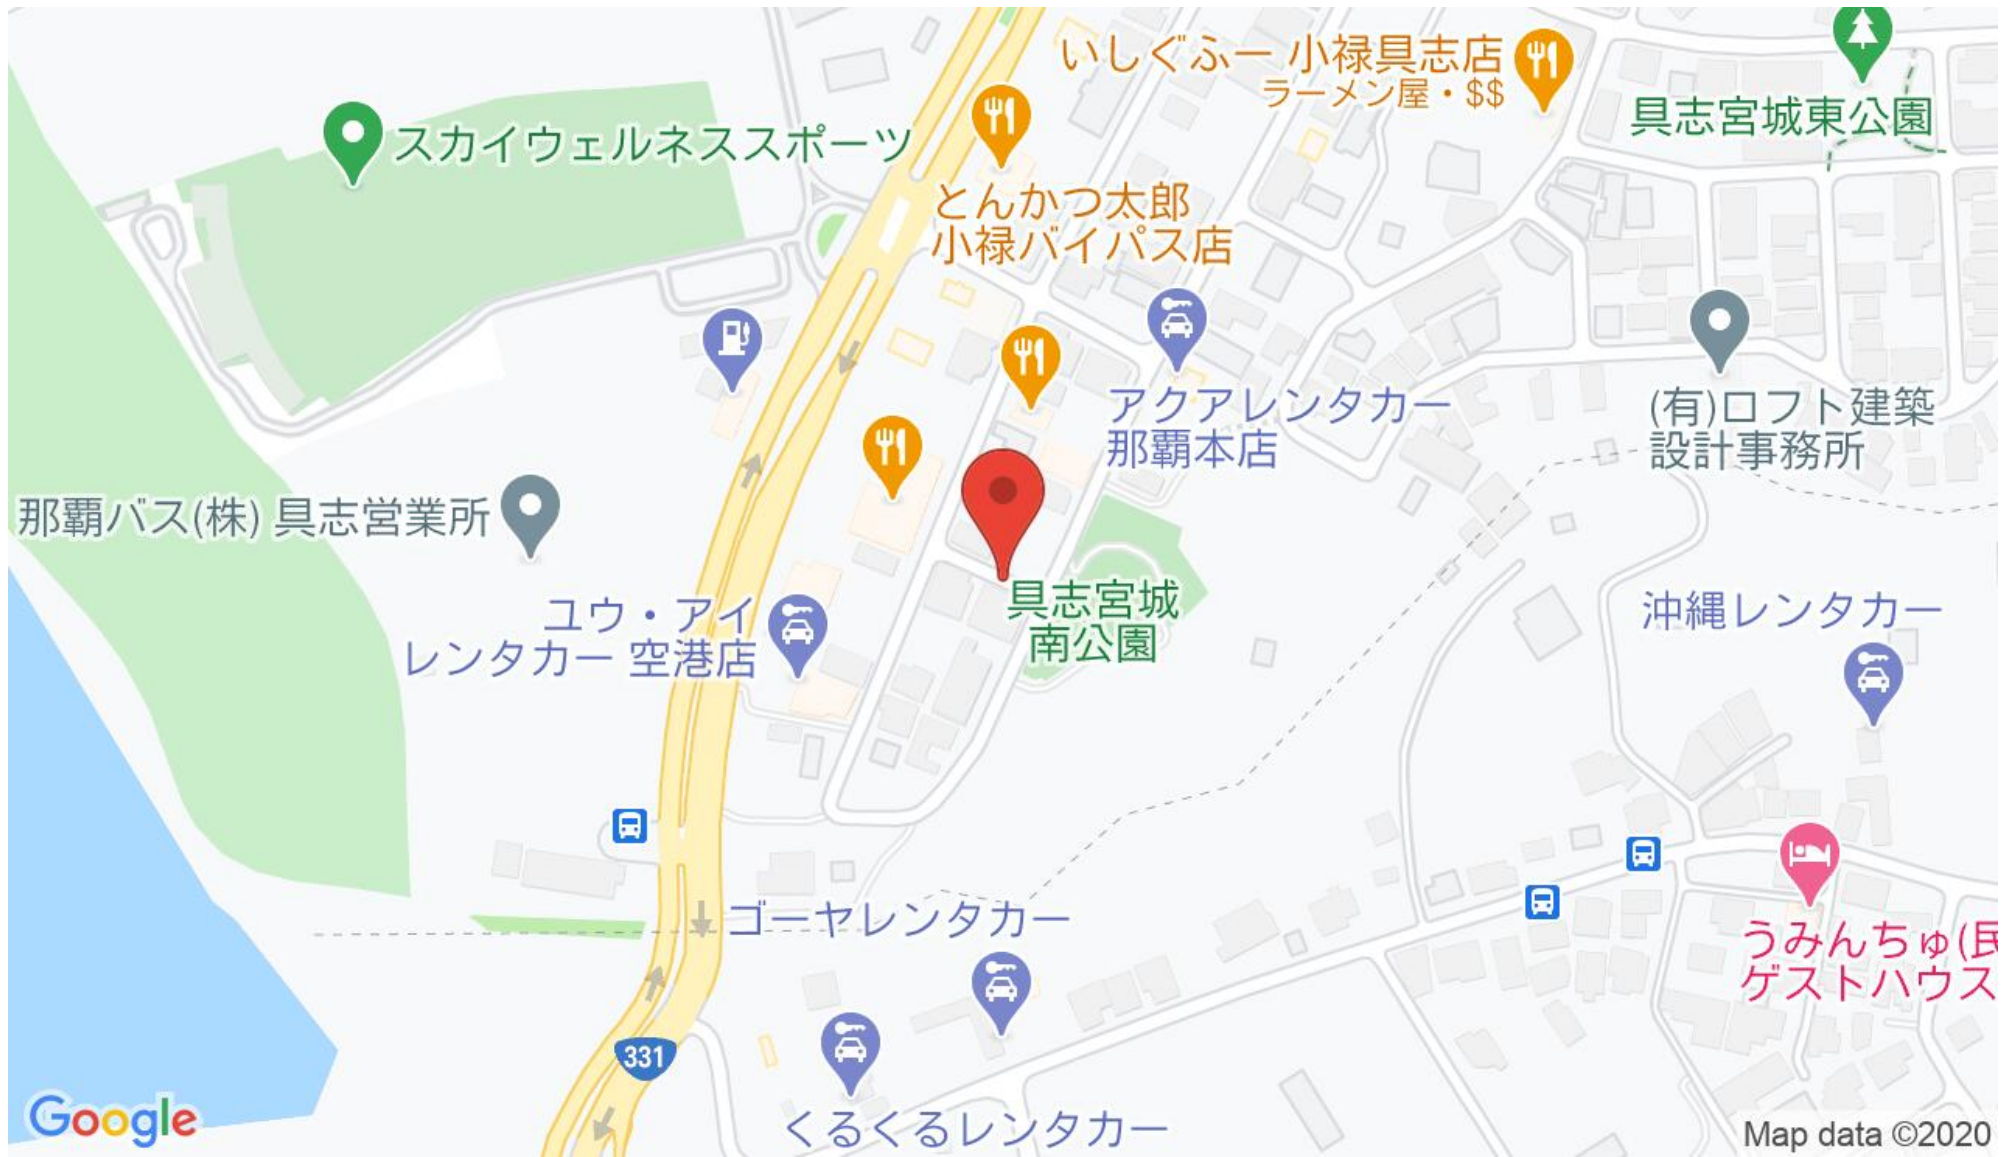 いしぐふー 小禄具志店
ラーメン屋・$$
具志宮城東公園
スカイウェルネススポーツ
とんかつ太郎
小禄バイパス店
アクアレンタカー
那覇本店
(有)ロフト建築
設計事務所
那覇バス(株) 具志営業所
具志宮城
南公園
ユウ・アイ
レンタカー 空港店
沖縄レンタカー
ゴーヤレンタカー
うみんちゅ(民
ゲストハウス
331
くるくるレンタカー
Google
Map data ©2020